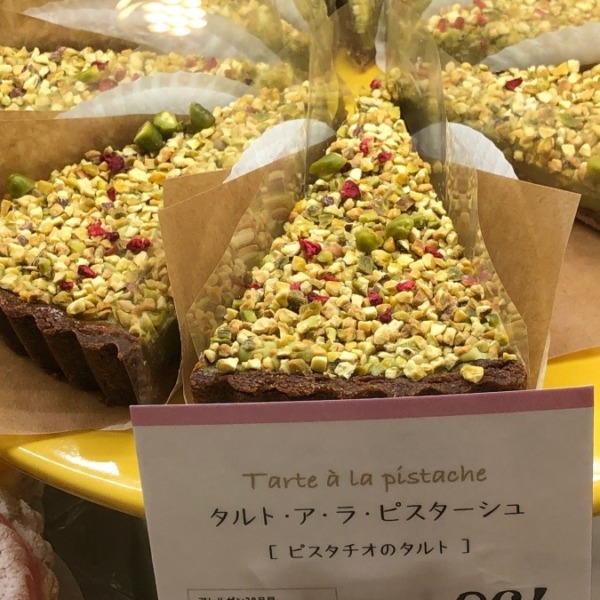 Tarte à la pistache
タルト・ア・ラ・ピスターシュ
[ ピスタチオのタルト ]